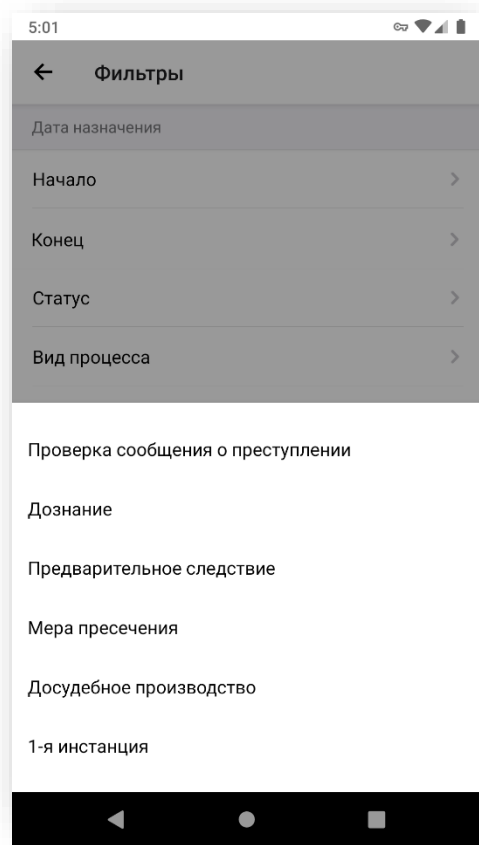 5:01
Фильтры
Дата назначения
Начало
Конец
Статус
Вид процесса
Проверка сообщения о преступлении
Дознание
Предварительное следствие
Мера пресечения
Досудебное производство
1-я инстанция